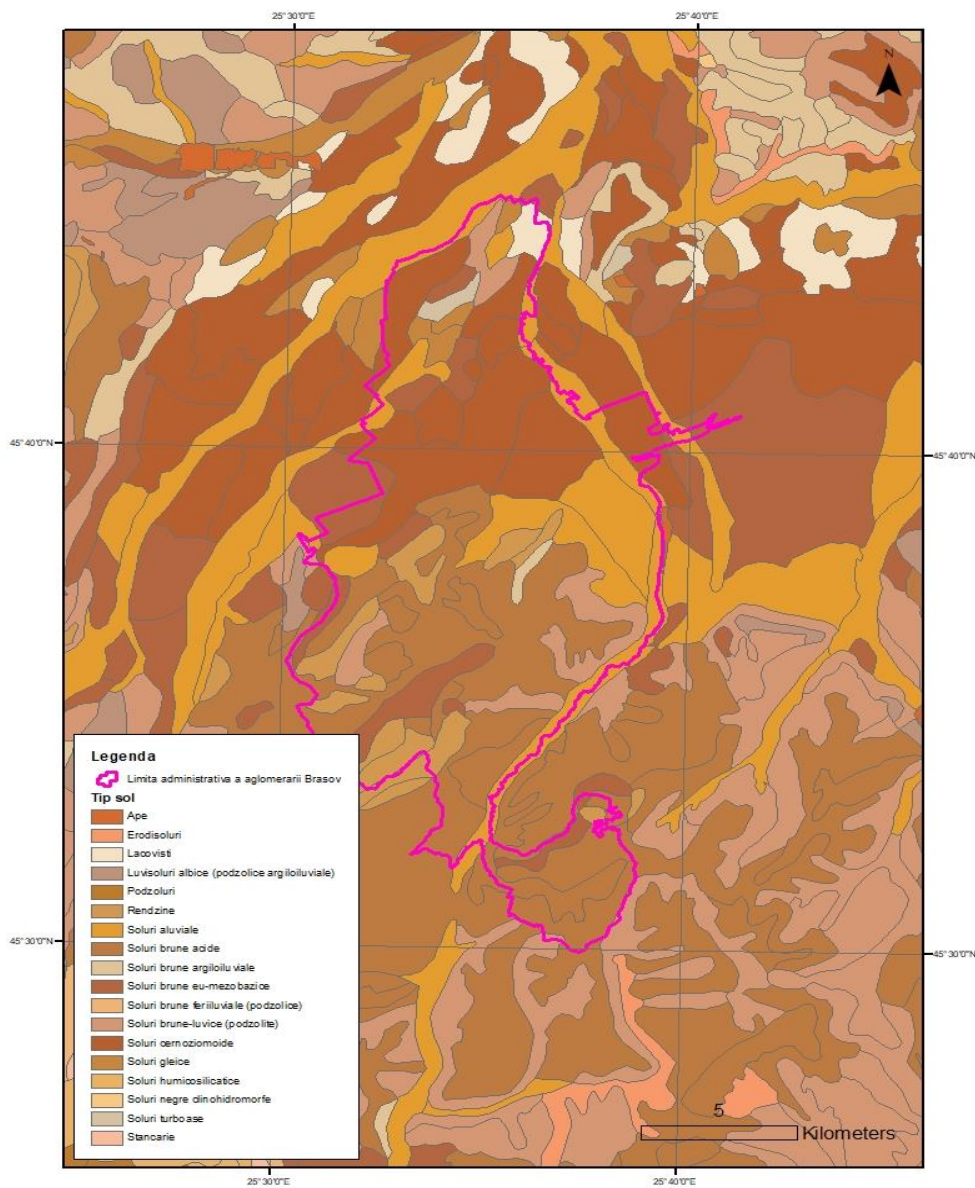 25°30'0"E
25°40'0"E
N
45°40'0"N
45°40'0"N
45°30'0"N
45°30'0"N
Legenda
Limita administrativa a aglomerarii Brasov
Tip sol
Ape
Erodisoluri
Lacovisti
Luvisoluri albice (podzolice argiloiluviale)
Podzoluri
Rendzine
Soluri aluviale
Soluri brune acide
Soluri brune argiloiluviale
Soluri brune eu-mezobazice
Soluri brune feriiluviale (podzolice)
Soluri brune-luvice (podzolite)
Soluri cernoziomoide
Soluri gleice
Soluri humicosilicatice
Soluri negre clinohidromorfe
Soluri turboase
Stancarie
5
Kilometers
25°30'0"E
25°40'0"E